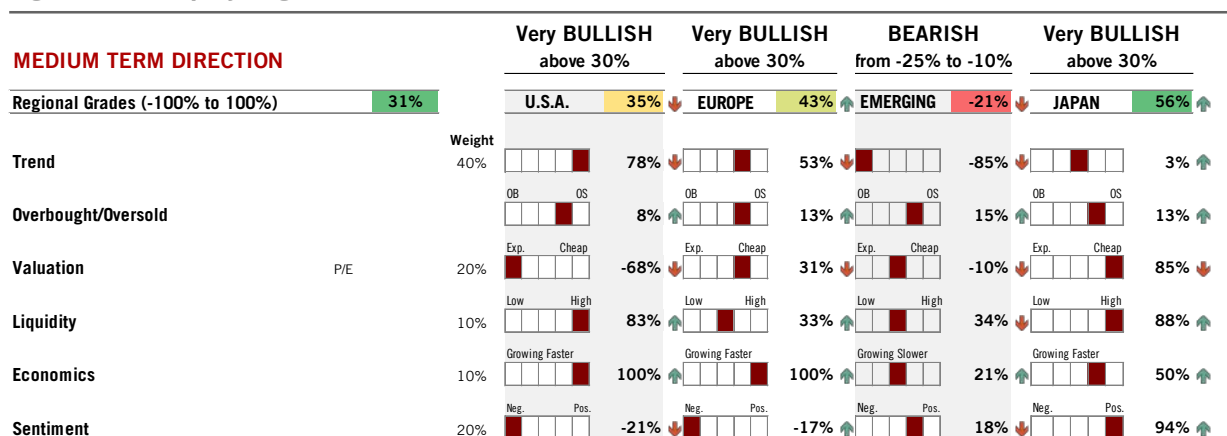 Very BULLISH Very BULLISH BEARISH Very BULLISH
MEDIUM TERM DIRECTION above 30% above 30% from -25% to -10% above 30%
Regional Grades (-100% to 100%) 31% U.S.A. 35% EUROPE 43% EMERGING -21% JAPAN 56%
Weight
Trend 40% 78% 53% -85% 3%
OB OS OB OS OB OS OB OS
Overbought/Oversold 8% 13% 15% 13%
Exp. Cheap Exp. Cheap Exp. Cheap Exp. Cheap
Valuation P/E 20% -68% 31% -10% 85%
Low High Low High Low High Low High
Liquidity 10% 83% 33% 34% 88%
Growing Faster Growing Faster Growing Slower Growing Faster
Economics 10% 100% 100% 21% 50%
Neg. Pos. Neg. Pos. Neg. Pos. Neg. Pos.
Sentiment 20% -21% -17% 18% 94%